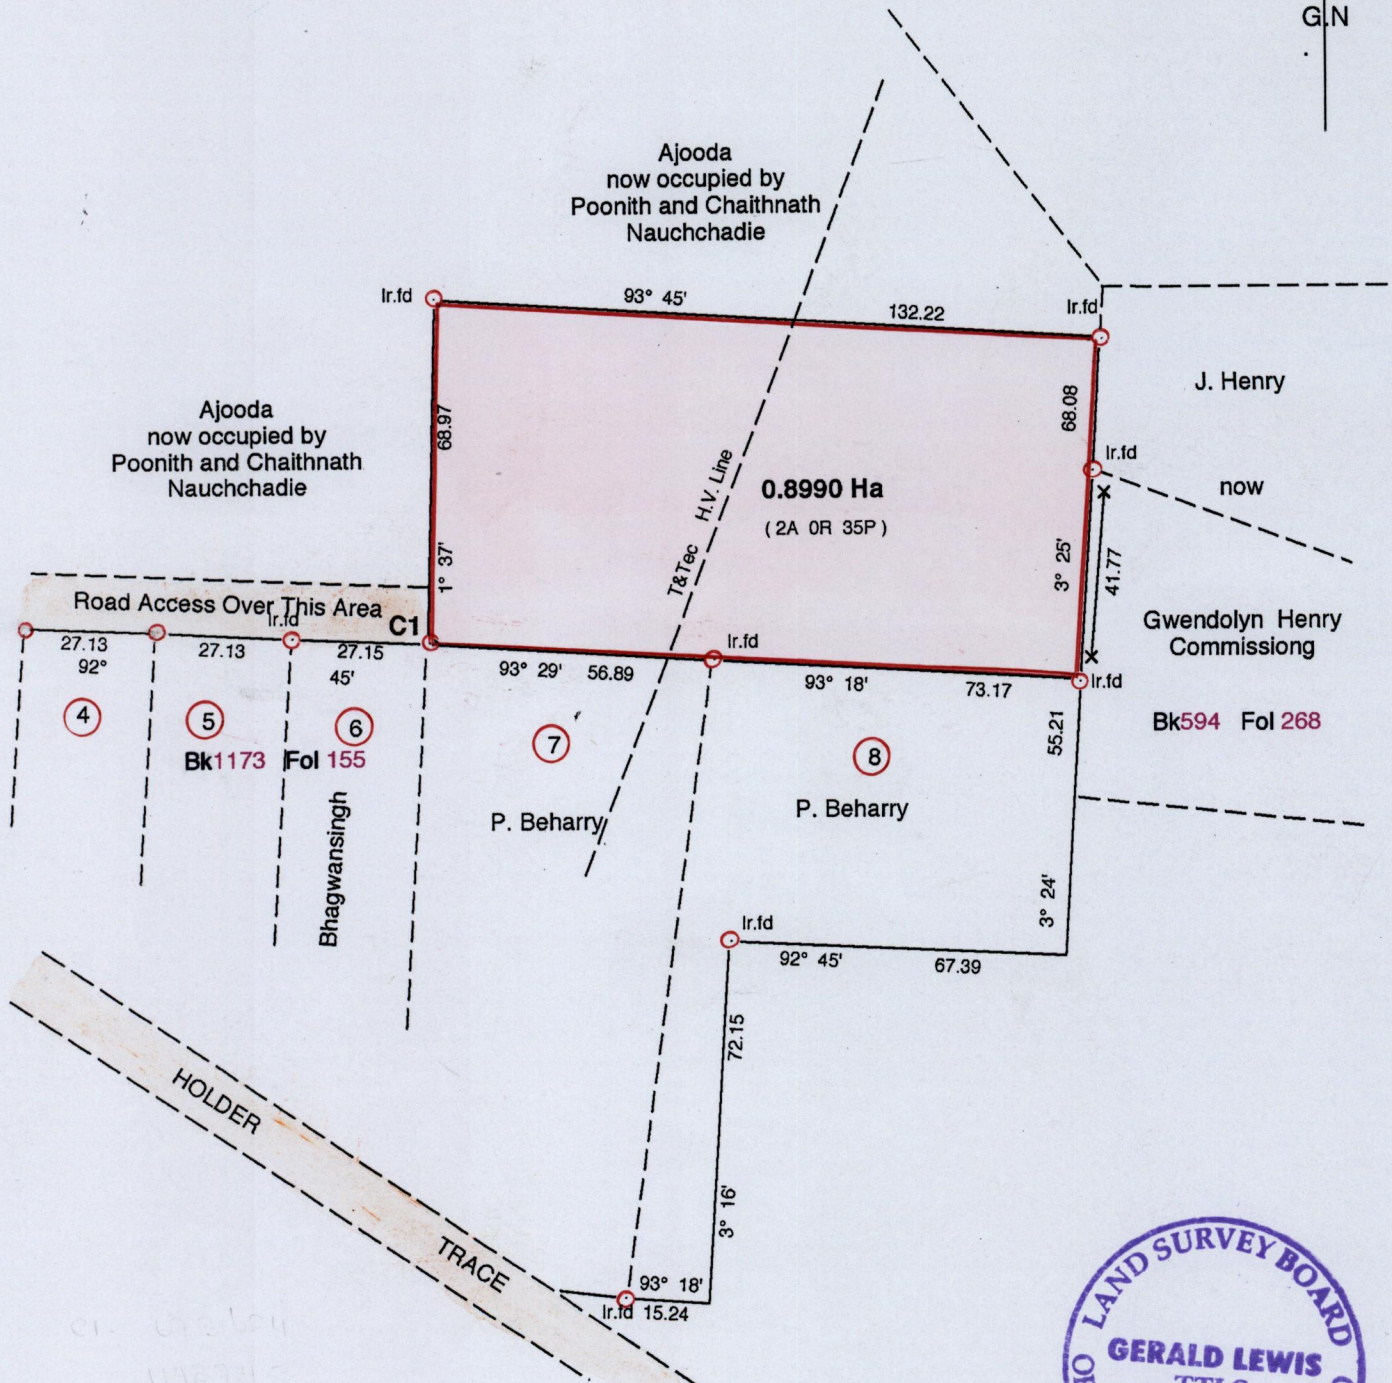 G.N
Ajooda
now occupied by
Poonith and Chaithnath
Nauchchadie
Ir.fd
93° 45'
132.22
Ir.fd
J. Henry
68.97
68.08
Ajooda
now occupied by
Poonith and Chaithnath
Nauchchadie
Ir.fd
now
T&Tec H.V. Line
0.8990 Ha
( 2A 0R 35P )
1° 37'
3° 25'
41.77
Road Access Over This Area
Ir.fd
C1
Gwendolyn Henry
Commissiong
27.13
27.13
27.15
92°
45'
93° 29' 56.89
Ir.fd
93° 18' 73.17
Ir.fd
4
5
6
7
8
Bk594 Fol 268
55.21
Bk1173 Fol 155
Bhagwansingh
P. Beharry
P. Beharry
3° 24'
Ir.fd
92° 45' 67.39
72.15
HOLDER
TRACE
3° 16'
93° 18'
Ir.fd 15.24
LAND SURVEY BOARD
GERALD LEWIS